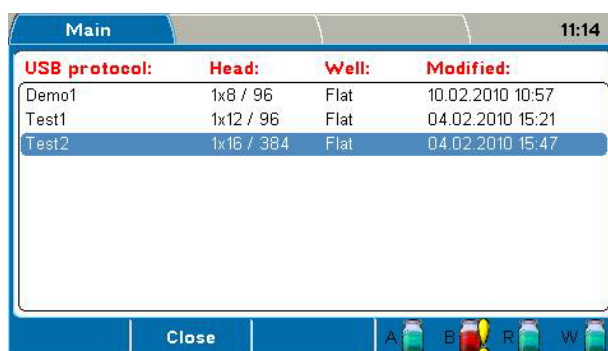 Main 11:14
USB protocol: Head: Well: Modified:
Demo1 1x8 / 96 Flat 10.02.2010 10:57
Test1 1x12 / 96 Flat 04.02.2010 15:21
Test2 1x16 / 384 Flat 04.02.2010 15:47
Close A B R W